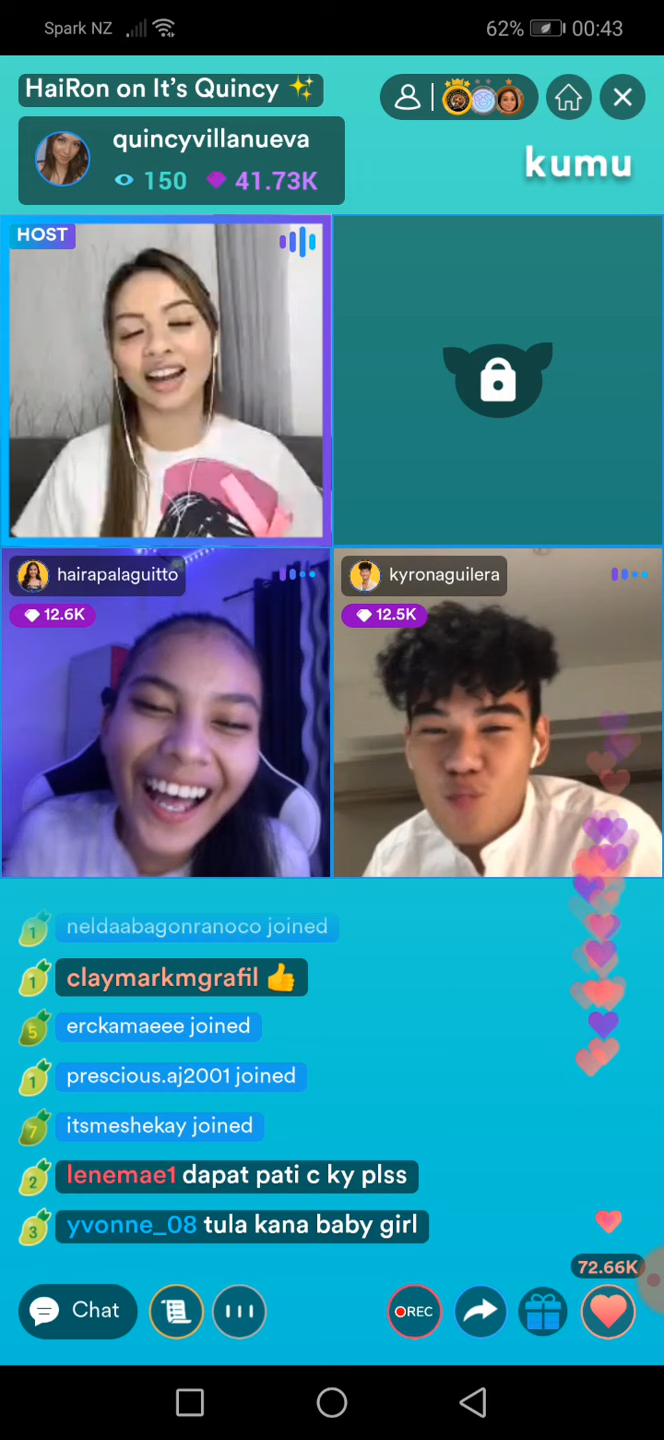 Spark NZ
62% 00:43
HaiRon on It's Quincy ✨
quincyvillanueva
150 41.73K
kumu
HOST
hairapalaguitto
12.6K
kyronaguilera
12.5K
1 neldaabagonranoco joined
1 claymarkmgrafil 👍
5 erckamaeee joined
1 prescious.aj2001 joined
7 itsmeshekay joined
2 lenemae1 dapat pati c ky plss
3 yvonne_08 tula kana baby girl
72.66K
Chat
REC